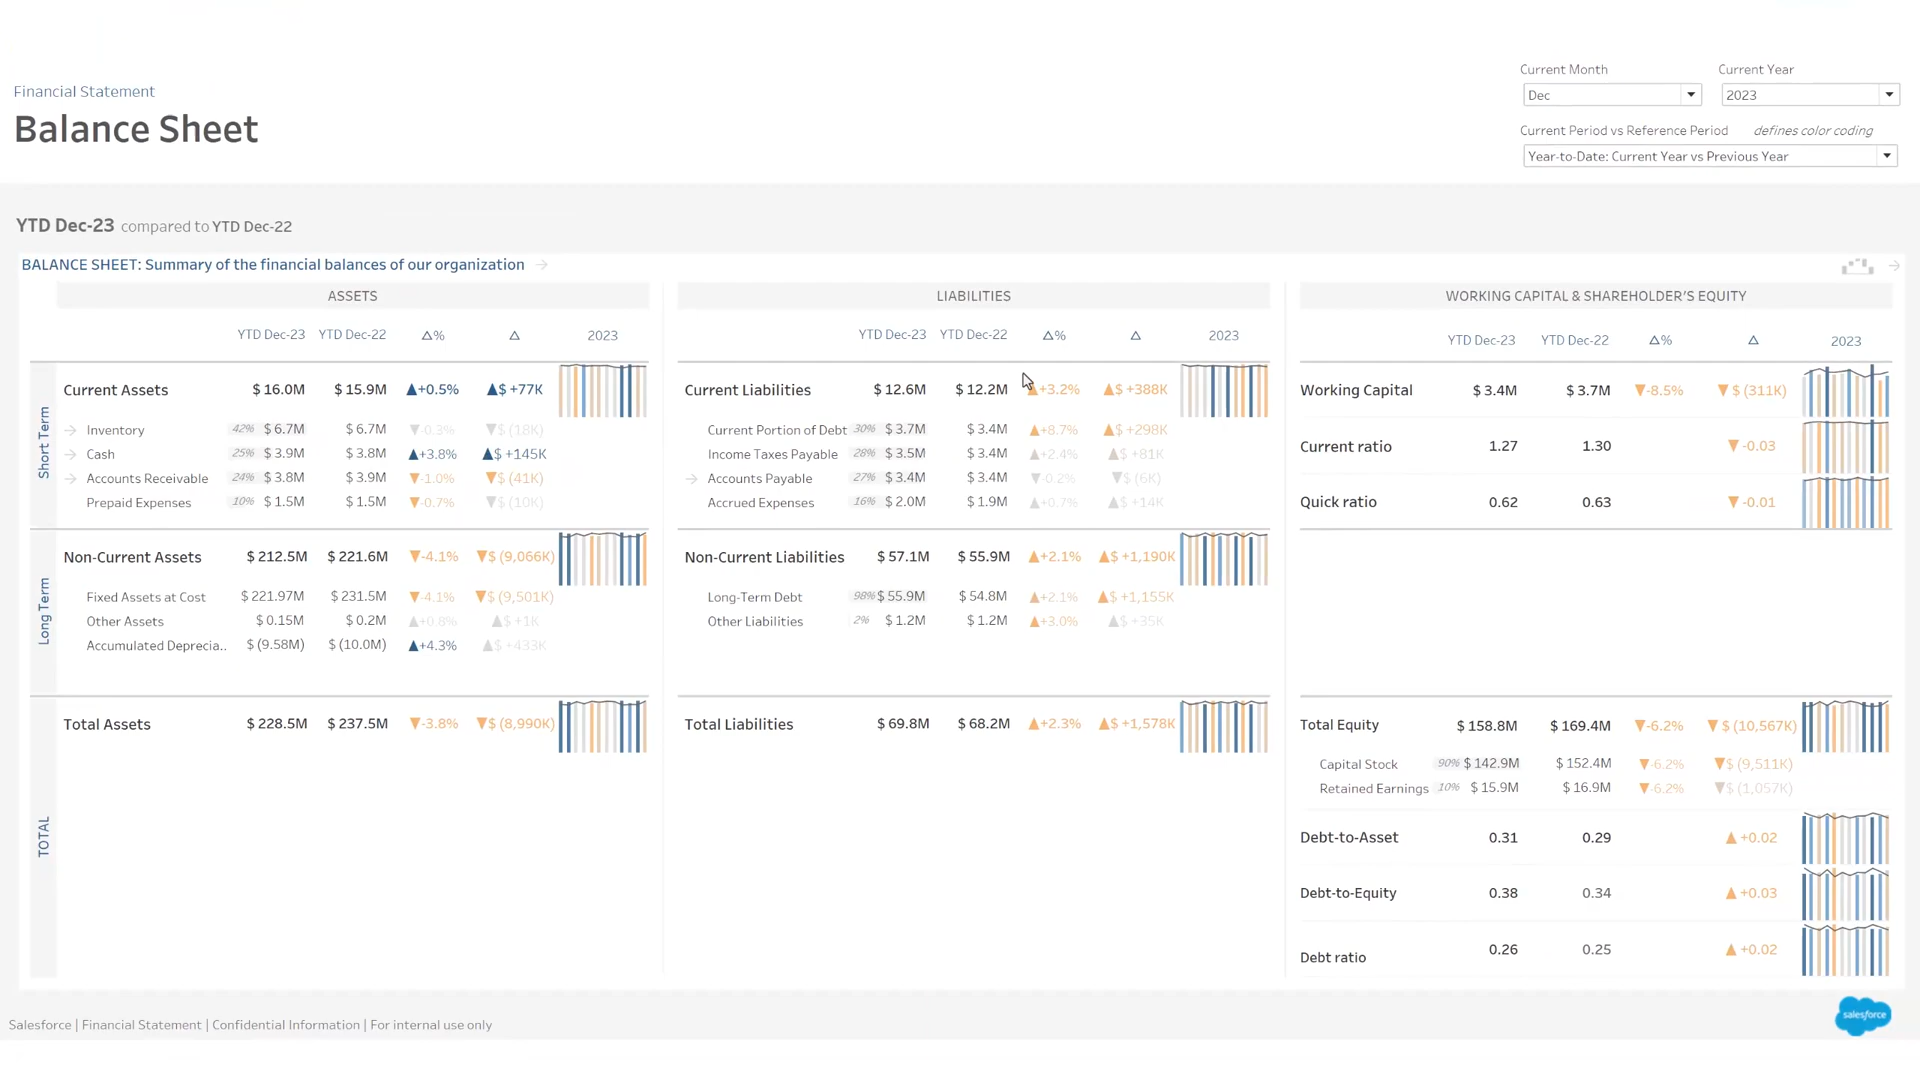 Current Month Current Year
Dec 2023
Financial Statement
Balance Sheet
Current Period vs Reference Period defines color coding
Year-to-Date: Current Year vs Previous Year
YTD Dec-23 compared to YTD Dec-22
BALANCE SHEET: Summary of the financial balances of our organization →
ASSETS
YTD Dec-23 YTD Dec-22 Δ% Δ 2023
Short Term
Current Assets $ 16.0M $ 15.9M ▲+0.5% ▲$ +77K
Inventory 42% $ 6.7M $ 6.7M ▼-0.3% ▼$ (18K)
Cash 25% $ 3.9M $ 3.8M ▲+3.8% ▲$ +145K
Accounts Receivable 24% $ 3.8M $ 3.9M ▼-1.0% ▼$ (41K)
Prepaid Expenses 10% $ 1.5M $ 1.5M ▼-0.7% ▼$ (10K)
Long Term
Non-Current Assets $ 212.5M $ 221.6M ▼-4.1% ▼$ (9,066K)
Fixed Assets at Cost $ 221.97M $ 231.5M ▼-4.1% ▼$ (9,501K)
Other Assets $ 0.15M $ 0.2M ▲+0.8% ▲$ +1K
Accumulated Deprecia.. $ (9.58M) $ (10.0M) ▲+4.3% ▲$ +433K
TOTAL
Total Assets $ 228.5M $ 237.5M ▼-3.8% ▼$ (8,990K)
LIABILITIES
YTD Dec-23 YTD Dec-22 Δ% Δ 2023
Current Liabilities $ 12.6M $ 12.2M ▲+3.2% ▲$ +388K
Current Portion of Debt 30% $ 3.7M $ 3.4M ▲+8.7% ▲$ +298K
Income Taxes Payable 28% $ 3.5M $ 3.4M ▲+2.4% ▲$ +81K
Accounts Payable 27% $ 3.4M $ 3.4M ▼-0.2% ▼$ (6K)
Accrued Expenses 16% $ 2.0M $ 1.9M ▲+0.7% ▲$ +14K
Non-Current Liabilities $ 57.1M $ 55.9M ▲+2.1% ▲$ +1,190K
Long-Term Debt 98% $ 55.9M $ 54.8M ▲+2.1% ▲$ +1,155K
Other Liabilities 2% $ 1.2M $ 1.2M ▲+3.0% ▲$ +35K
Total Liabilities $ 69.8M $ 68.2M ▲+2.3% ▲$ +1,578K
WORKING CAPITAL & SHAREHOLDER'S EQUITY
YTD Dec-23 YTD Dec-22 Δ% Δ 2023
Working Capital $ 3.4M $ 3.7M ▼-8.5% ▼$ (311K)
Current ratio 1.27 1.30 ▼-0.03
Quick ratio 0.62 0.63 ▼-0.01
Total Equity $ 158.8M $ 169.4M ▼-6.2% ▼$ (10,567K)
Capital Stock 90% $ 142.9M $ 152.4M ▼-6.2% ▼$ (9,511K)
Retained Earnings 10% $ 15.9M $ 16.9M ▼-6.2% ▼$ (1,057K)
Debt-to-Asset 0.31 0.29 ▲+0.02
Debt-to-Equity 0.38 0.34 ▲+0.03
Debt ratio 0.26 0.25 ▲+0.02
Salesforce | Financial Statement | Confidential Information | For internal use only
salesforce